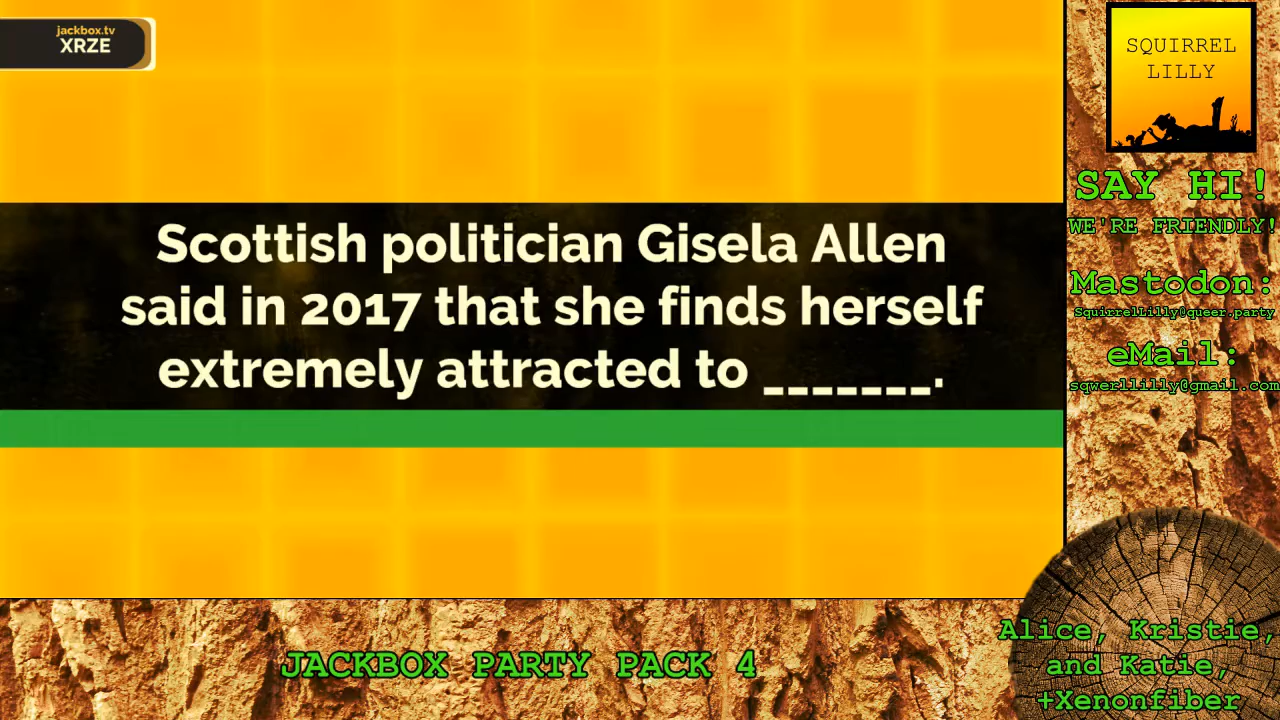 jackbox.tv
XRZE
Scottish politician Gisela Allen
said in 2017 that she finds herself
extremely attracted to _______.
SQUIRREL
LILLY
SAY HI!
WE'RE FRIENDLY!
Mastodon:
SquirrelLilly@queer.party
eMail:
sqwerllilly@gmail.com
JACKBOX PARTY PACK 4
Alice, Kristie,
and Katie,
+Xenonfiber